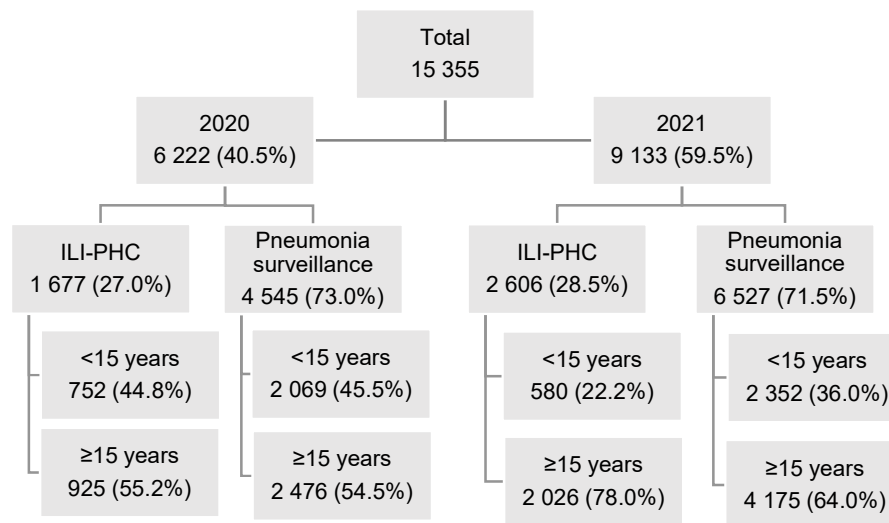 Total
15 355
2020
6 222 (40.5%)
2021
9 133 (59.5%)
ILI-PHC
1 677 (27.0%)
Pneumonia
surveillance
4 545 (73.0%)
ILI-PHC
2 606 (28.5%)
Pneumonia
surveillance
6 527 (71.5%)
<15 years
752 (44.8%)
<15 years
2 069 (45.5%)
<15 years
580 (22.2%)
<15 years
2 352 (36.0%)
≥15 years
925 (55.2%)
≥15 years
2 476 (54.5%)
≥15 years
2 026 (78.0%)
≥15 years
4 175 (64.0%)